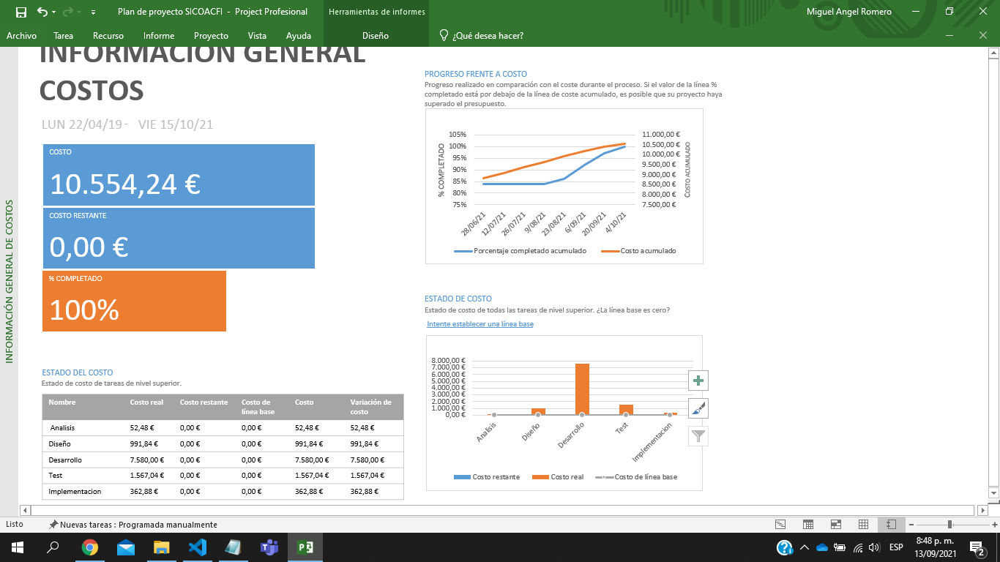 Plan de proyecto SICOACFI - Project Profesional
Herramientas de informes
Miguel Angel Romero
Archivo Tarea Recurso Informe Proyecto Vista Ayuda Diseño ¿Qué desea hacer?
INFORMACIÓN GENERAL DE COSTOS
INFORMACIÓN GENERAL
COSTOS
LUN 22/04/19 - VIE 15/10/21
COSTO
10.554,24 €
COSTO RESTANTE
0,00 €
% COMPLETADO
100%
ESTADO DEL COSTO
Estado de costo de tareas de nivel superior.
Nombre Costo real Costo restante Costo de línea base Costo Variación de costo
Analisis 52,48 € 0,00 € 0,00 € 52,48 € 52,48 €
Diseño 991,84 € 0,00 € 0,00 € 991,84 € 991,84 €
Desarrollo 7.580,00 € 0,00 € 0,00 € 7.580,00 € 7.580,00 €
Test 1.567,04 € 0,00 € 0,00 € 1.567,04 € 1.567,04 €
Implementacion 362,88 € 0,00 € 0,00 € 362,88 € 362,88 €
PROGRESO FRENTE A COSTO
Progreso realizado en comparación con el coste durante el proceso. Si el valor de la línea %
completado está por debajo de la línea de coste acumulado, es posible que su proyecto haya
superado el presupuesto.
% COMPLETADO
105%
100%
95%
90%
85%
80%
75%
11.000,00 €
10.500,00 €
10.000,00 €
9.500,00 €
9.000,00 €
8.500,00 €
8.000,00 €
7.500,00 €
COSTO ACUMULADO
28/06/21 12/07/21 26/07/21 9/08/21 23/08/21 6/09/21 20/09/21 4/10/21
Porcentaje completado acumulado Costo acumulado
ESTADO DE COSTO
Estado de costo de todas las tareas de nivel superior. ¿La línea base es cero?
Intente establecer una línea base
8.000,00 €
7.000,00 €
6.000,00 €
5.000,00 €
4.000,00 €
3.000,00 €
2.000,00 €
1.000,00 €
0,00 €
Analisis Diseño Desarrollo Test Implementacion
Costo restante Costo real Costo de línea base
Listo Nuevas tareas : Programada manualmente
ESP
8:48 p. m.
13/09/2021
2